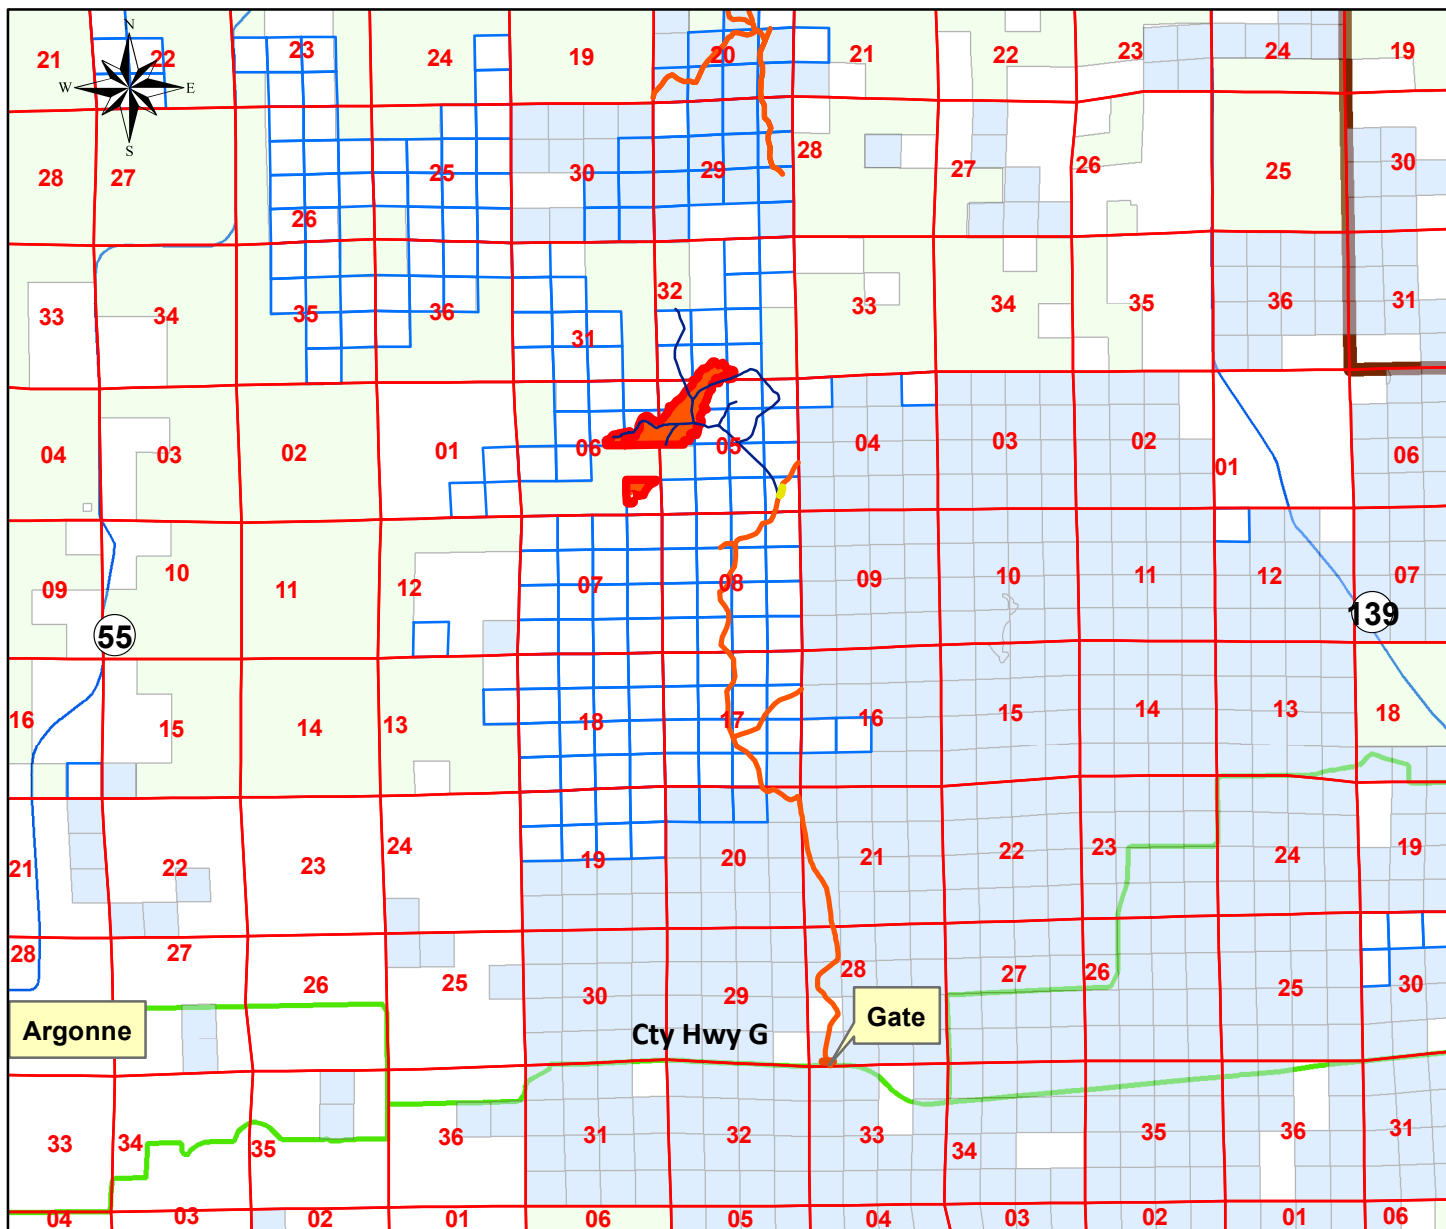 N
W E
S
21 22 23 24 19 20 21 22 23 24 19
28 27 26 25 30 29 28 27 26 25 30
33 34 35 36 31 32 33 34 35 36 31
04 03 02 01 06 05 04 03 02 01 06
09 10 11 12 07 08 09 10 11 12 07
55
139
16 15 14 13 18 17 16 15 14 13 18
21 22 23 24 19 20 21 22 23 24 19
28 27 26 25 30 29 28 27 26 25 30
Argonne
Cty Hwy G
Gate
33 34 35 36 31 32 33 34 35 36 31
04 03 02 01 06 05 04 03 02 01 06